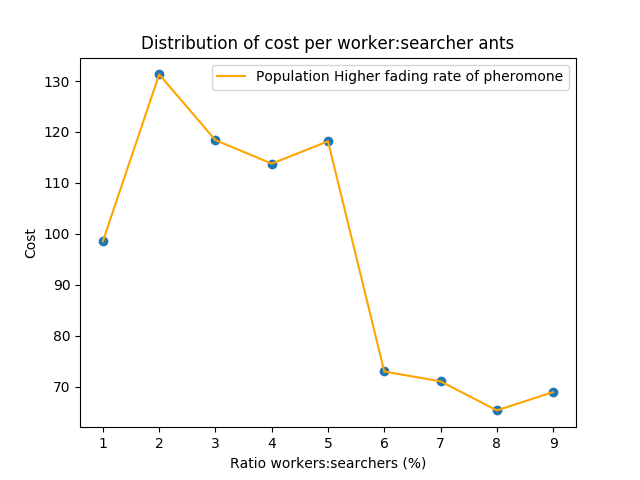 Distribution of cost per worker:searcher ants
Population Higher fading rate of pheromone
Cost
130
120
110
100
90
80
70
1 2 3 4 5 6 7 8 9
Ratio workers:searchers (%)